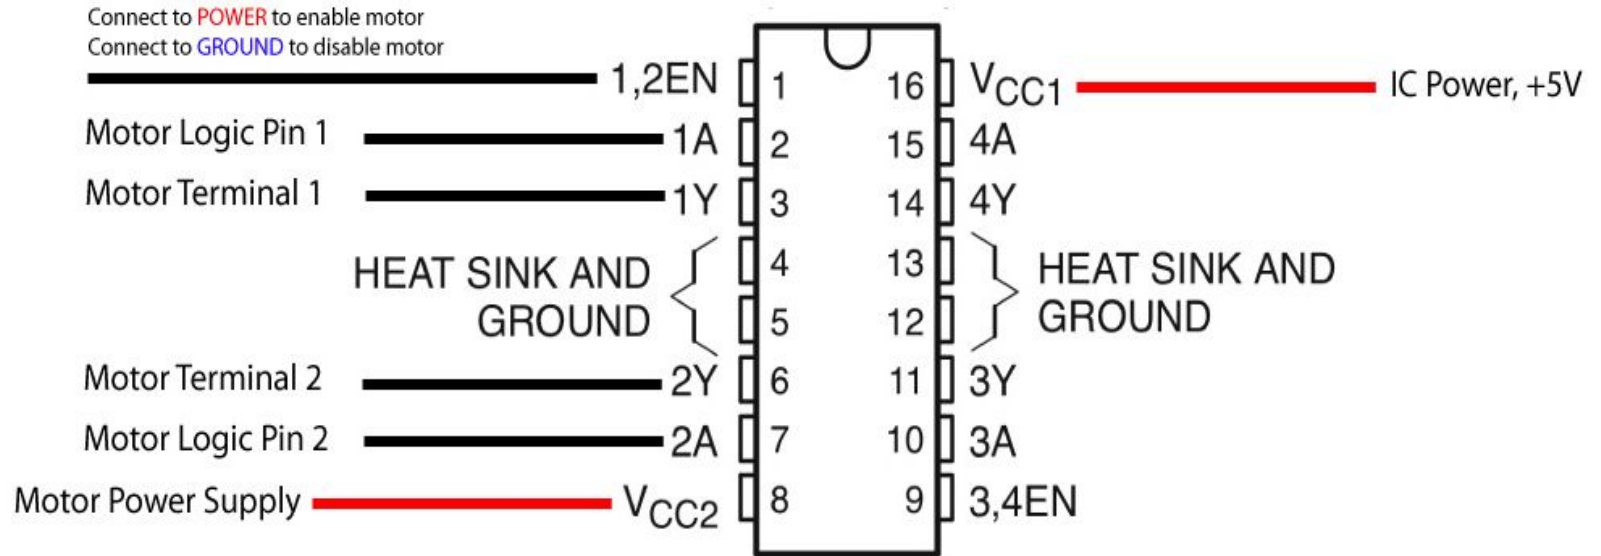 Connect to POWER to enable motor
Connect to GROUND to disable motor
1,2EN 1 16 VCC1 IC Power, +5V
Motor Logic Pin 1 1A 2 15 4A
Motor Terminal 1 1Y 3 14 4Y
HEAT SINK AND 4 13 HEAT SINK AND
GROUND 5 12 GROUND
Motor Terminal 2 2Y 6 11 3Y
Motor Logic Pin 2 2A 7 10 3A
Motor Power Supply VCC2 8 9 3,4EN